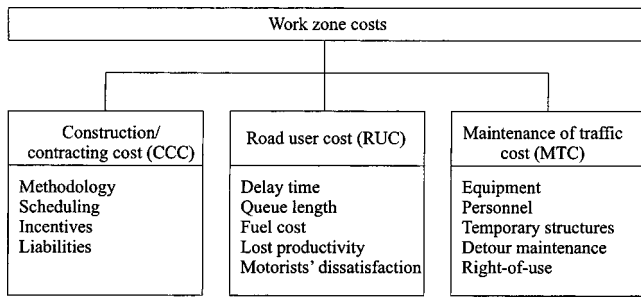 Work zone costs
Construction/
contracting cost (CCC)
Methodology
Scheduling
Incentives
Liabilities
Road user cost (RUC)
Delay time
Queue length
Fuel cost
Lost productivity
Motorists' dissatisfaction
Maintenance of traffic
cost (MTC)
Equipment
Personnel
Temporary structures
Detour maintenance
Right-of-use